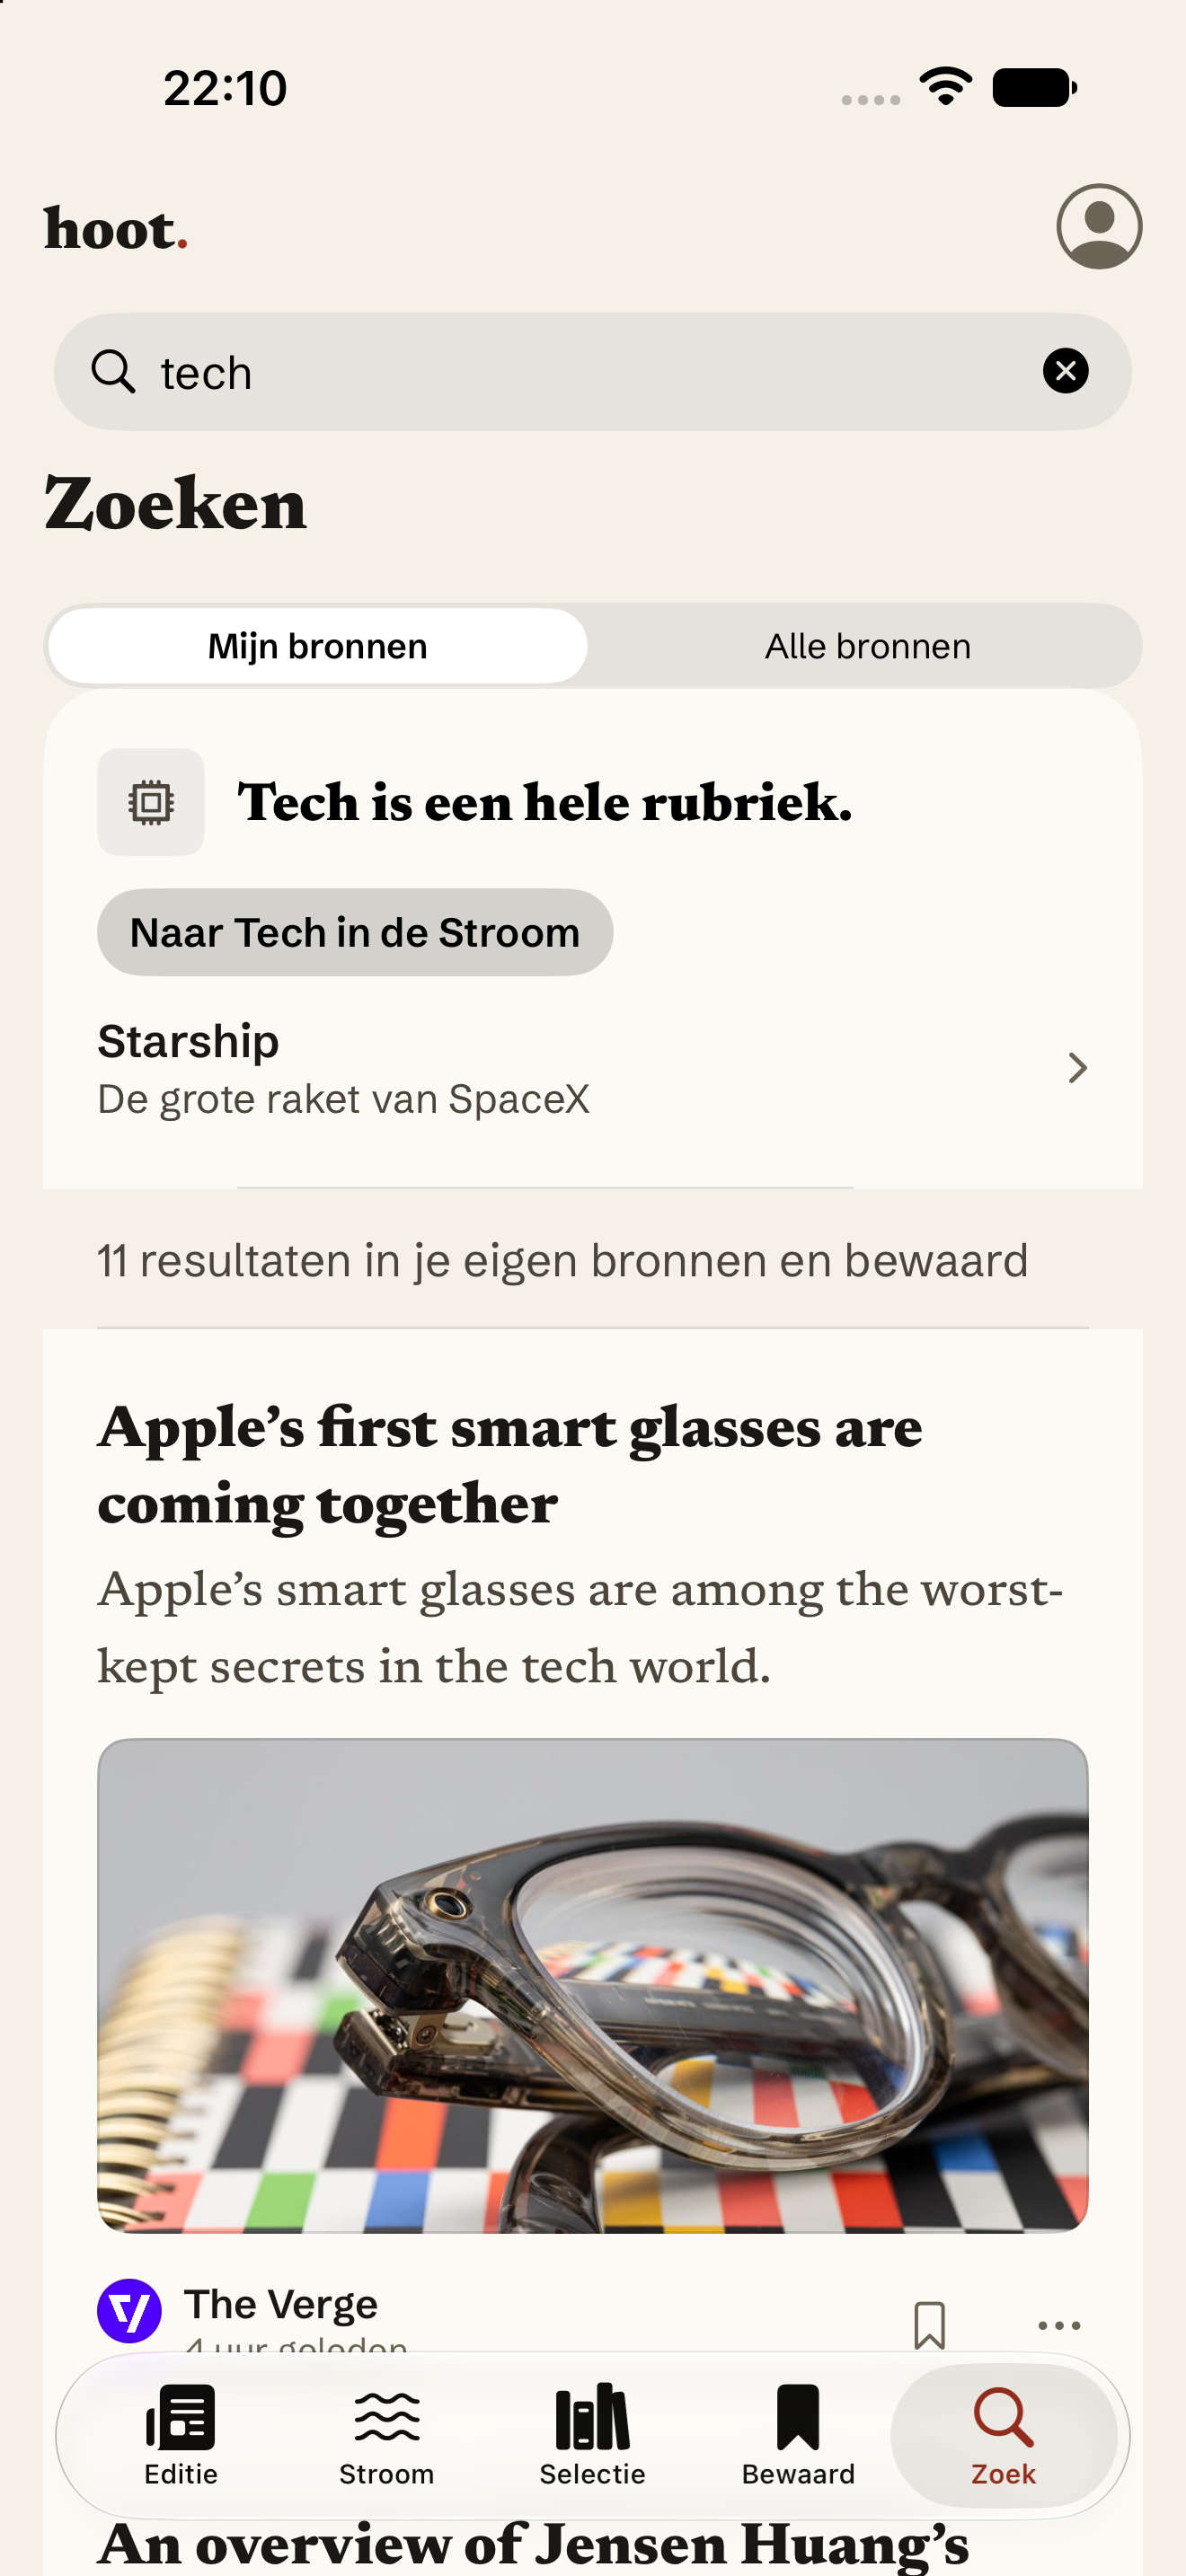 22:10
hoot.
tech
Zoeken
Mijn bronnen
Alle bronnen
Tech is een hele rubriek.
Naar Tech in de Stroom
Starship
De grote raket van SpaceX
11 resultaten in je eigen bronnen en bewaard
Apple’s first smart glasses are
coming together
Apple’s smart glasses are among the worst-
kept secrets in the tech world.
The Verge
4 uur geleden
Editie
Stroom
Selectie
Bewaard
Zoek
An overview of Jensen Huang’s